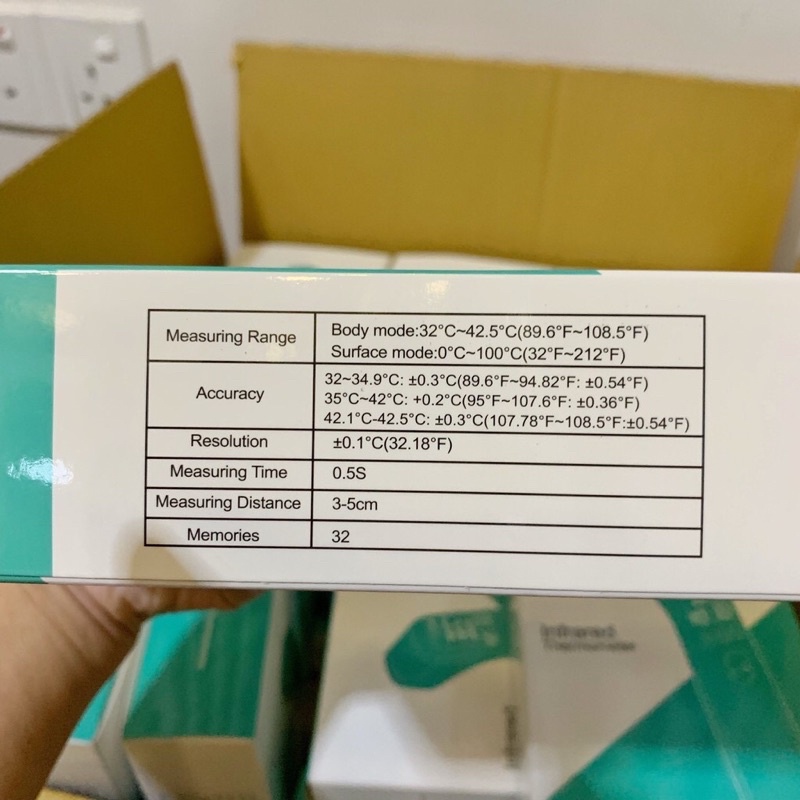 Measuring Range
Body mode:32°C~42.5°C(89.6°F~108.5°F)
Surface mode:0°C~100°C(32°F~212°F)
Accuracy
32~34.9°C: ±0.3°C(89.6°F~94.82°F: ±0.54°F)
35°C~42°C: +0.2°C(95°F~107.6°F: ±0.36°F)
42.1°C-42.5°C: ±0.3°C(107.78°F~108.5°F:±0.54°F)
Resolution
±0.1°C(32.18°F)
Measuring Time
0.5S
Measuring Distance
3-5cm
Memories
32
Infrared
Thermometer